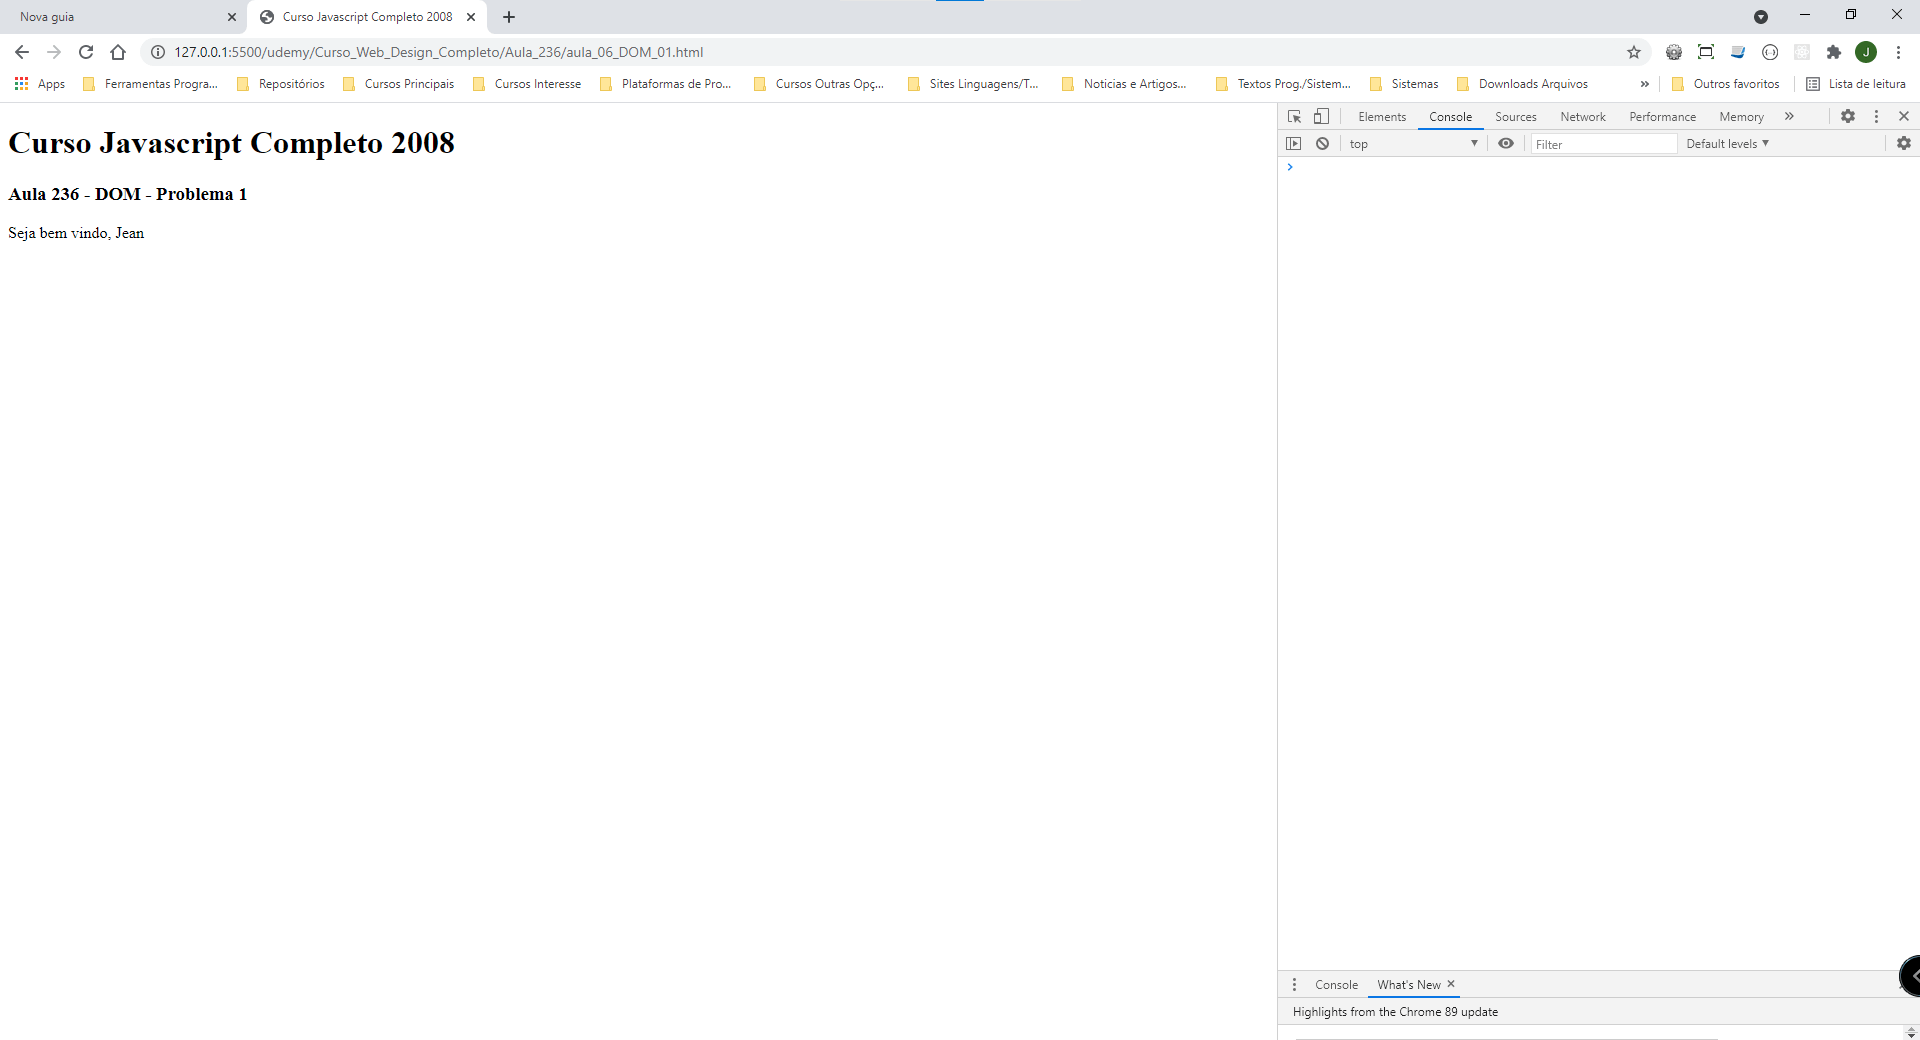 Nova guia
Curso Javascript Completo 2008
127.0.0.1:5500/udemy/Curso_Web_Design_Completo/Aula_236/aula_06_DOM_01.html
J
Apps Ferramentas Progra... Repositórios Cursos Principais Cursos Interesse Plataformas de Pro... Cursos Outras Opç... Sites Linguagens/T... Noticias e Artigos... Textos Prog./Sistem... Sistemas Downloads Arquivos » Outros favoritos Lista de leitura
Curso Javascript Completo 2008
Aula 236 - DOM - Problema 1
Seja bem vindo, Jean
Elements Console Sources Network Performance Memory »
top Filter Default levels
Console What's New
Highlights from the Chrome 89 update